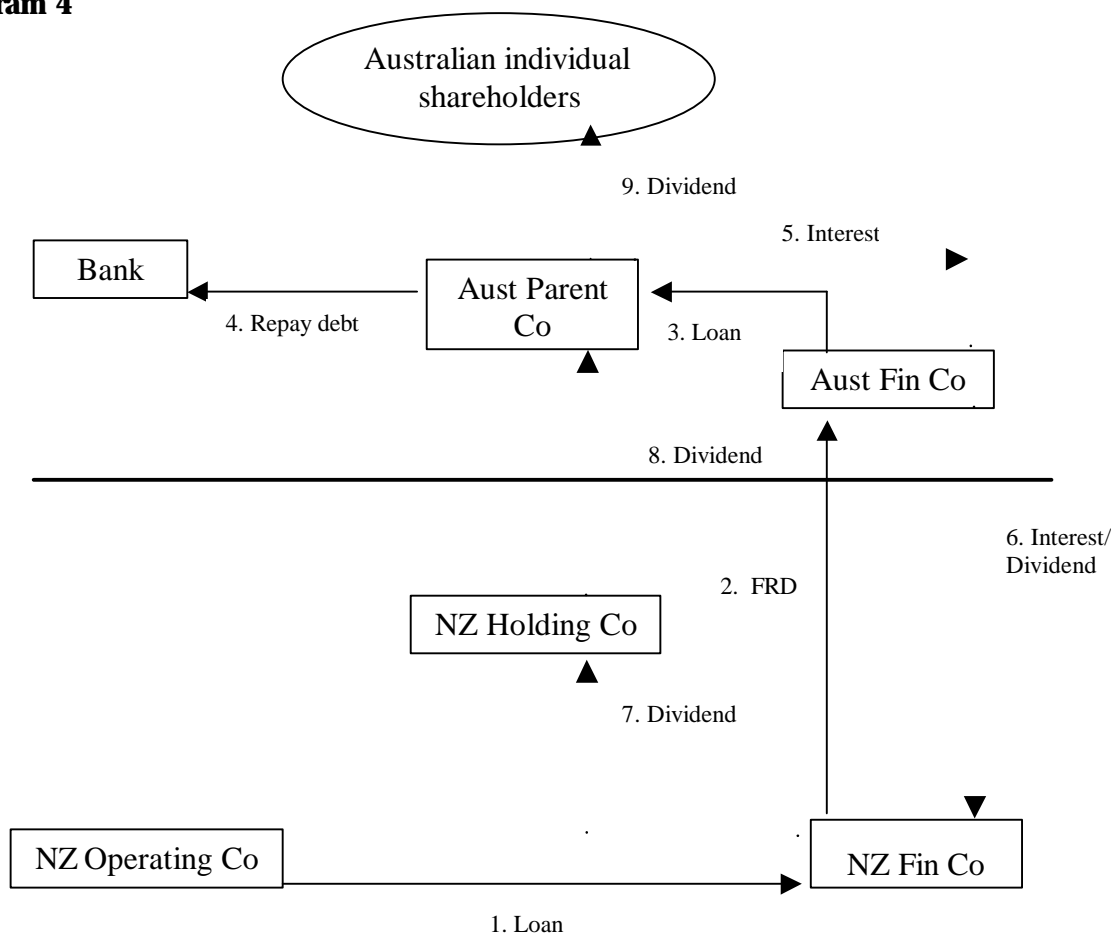 ram 4
Australian individual
shareholders
9. Dividend
5. Interest
Bank
Aust Parent
Co
4. Repay debt
3. Loan
Aust Fin Co
8. Dividend
6. Interest/
Dividend
2. FRD
NZ Holding Co
7. Dividend
NZ Operating Co
NZ Fin Co
1. Loan